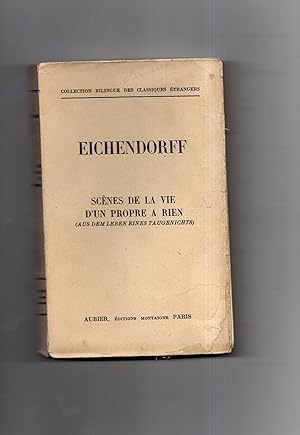 COLLECTION BILINGUE DES CLASSIQUES ÉTRANGERS
EICHENDORFF
SCÈNES DE LA VIE
D'UN PROPRE A RIEN
(AUS DEM LEBEN EINES TAUGENICHTS)
AUBIER, ÉDITIONS MONTAIGNE PARIS